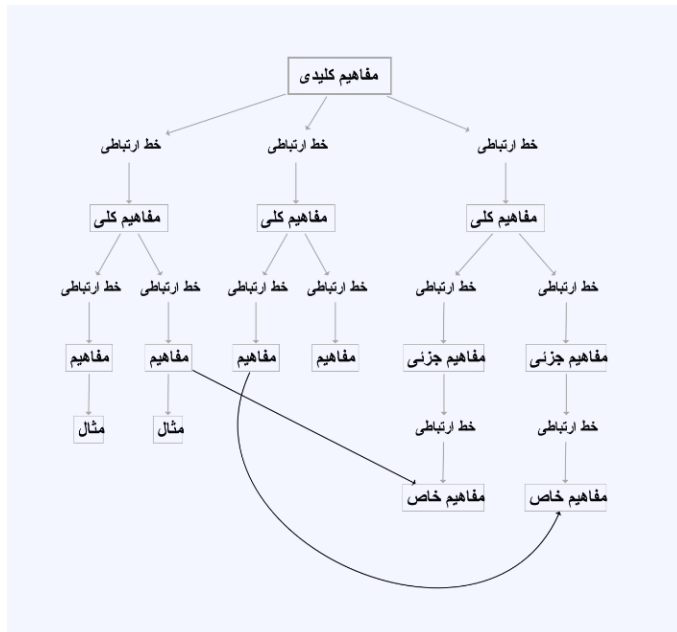 مفاهیم کلیدی
خط ارتباطی
خط ارتباطی
خط ارتباطی
مفاهیم کلی
مفاهیم کلی
مفاهیم کلی
خط ارتباطی
خط ارتباطی
خط ارتباطی
خط ارتباطی
خط ارتباطی
خط ارتباطی
مفاهیم جزئی
مفاهیم جزئی
مفاهیم
مفاهیم
مفاهیم
مفاهیم
خط ارتباطی
خط ارتباطی
مثال
مثال
مفاهیم خاص
مفاهیم خاص